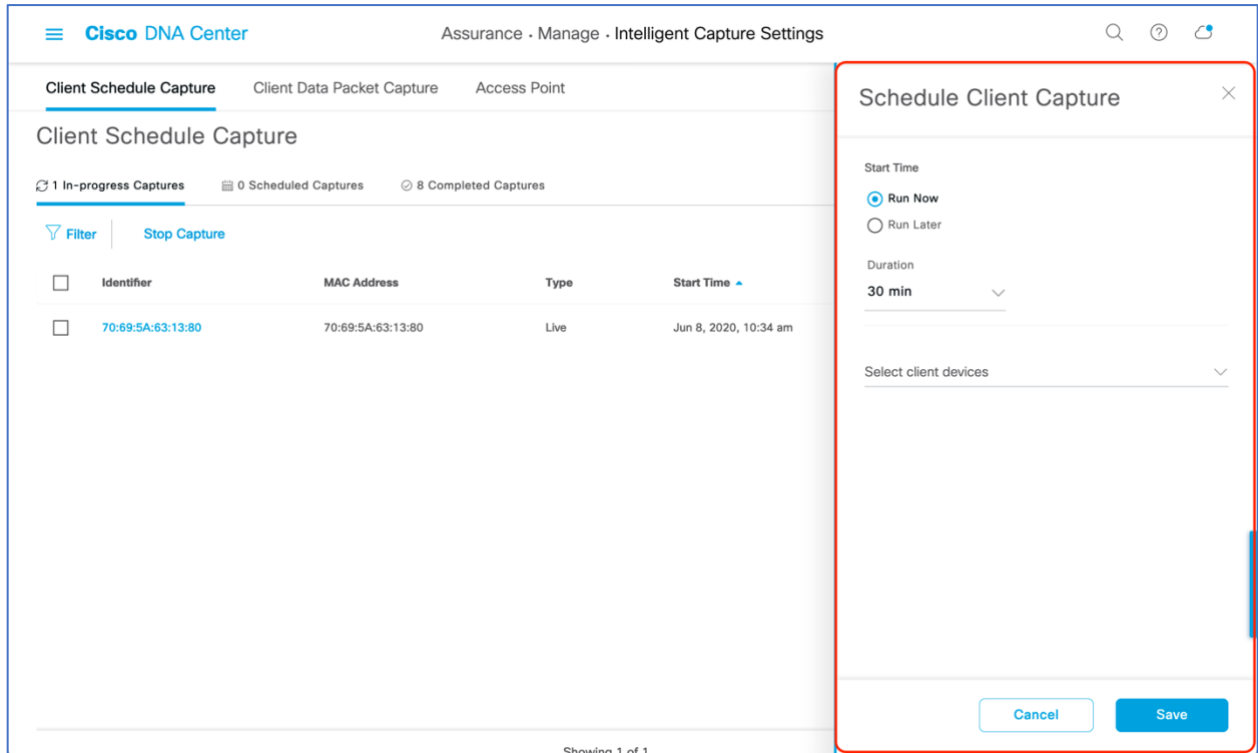 Cisco DNA Center
Assurance · Manage · Intelligent Capture Settings
Client Schedule Capture Client Data Packet Capture Access Point
Client Schedule Capture
1 In-progress Captures 0 Scheduled Captures 8 Completed Captures
Filter Stop Capture
Identifier MAC Address Type Start Time
70:69:5A:63:13:80 70:69:5A:63:13:80 Live Jun 8, 2020, 10:34 am
Showing 1 of 1
Schedule Client Capture
Start Time
Run Now
Run Later
Duration
30 min
Select client devices
Cancel Save